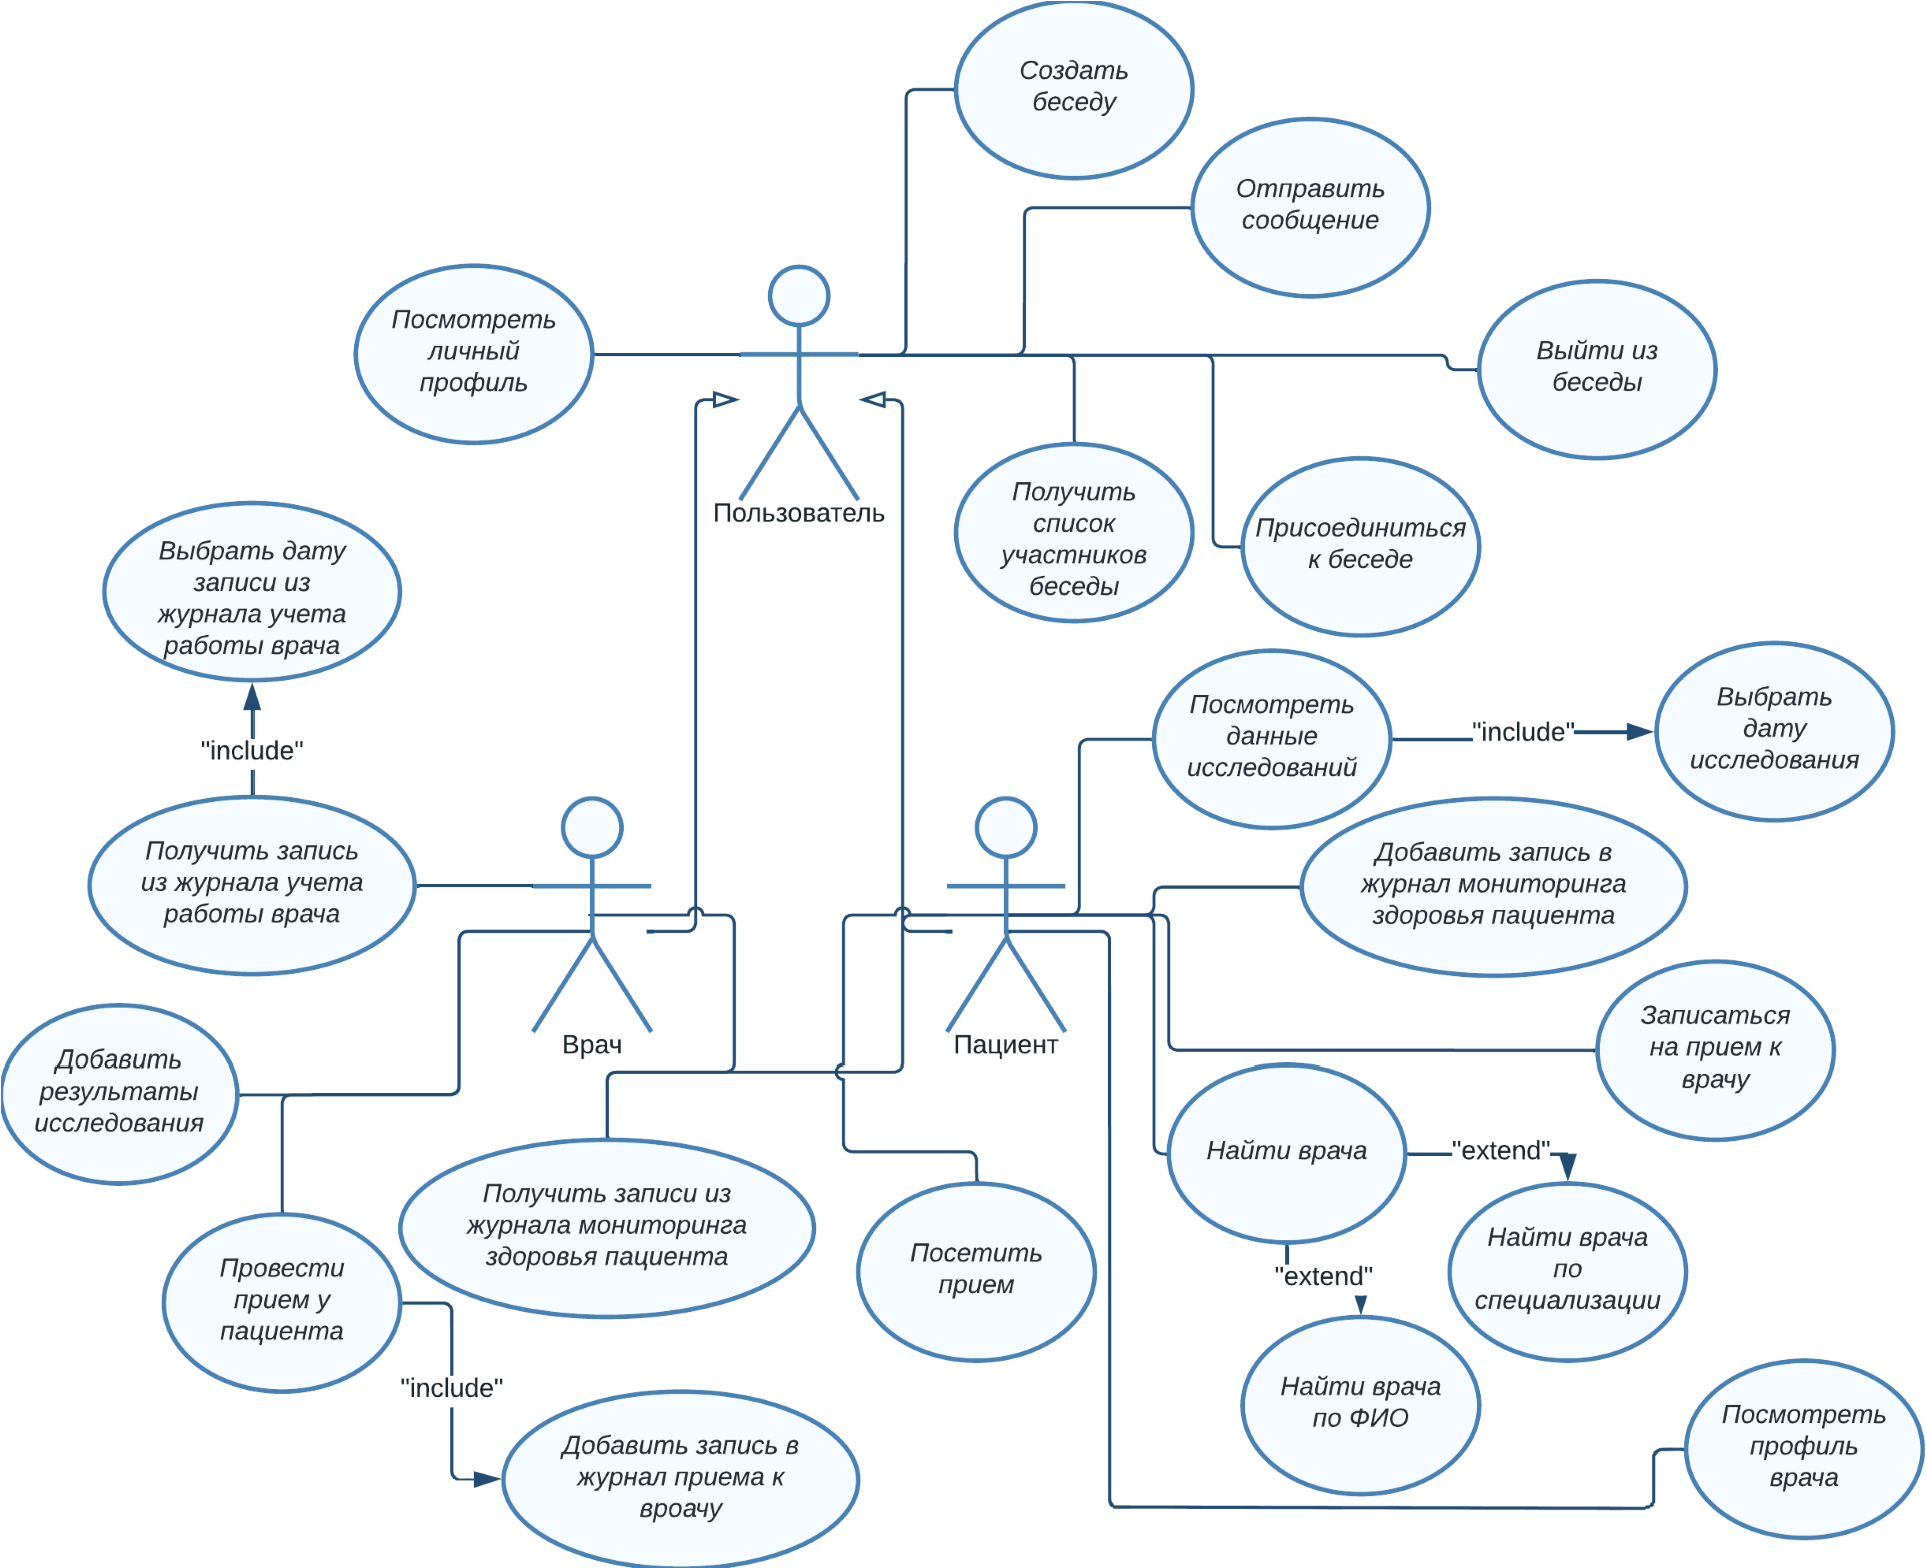 Создать
беседу
Отправить
сообщение
Посмотреть
личный
профиль
Выйти из
беседы
Пользователь
Получить
список
участников
беседы
Присоединиться
к беседе
Выбрать дату
записи из
журнала учета
работы врача
"include"
Посмотреть
данные
исследований
"include"
Выбрать
дату
исследования
Получить запись
из журнала учета
работы врача
Добавить запись в
журнал мониторинга
здоровья пациента
Врач
Пациент
Записаться
на прием к
врачу
Добавить
результаты
исследования
Найти врача
"extend"
Получить записи из
журнала мониторинга
здоровья пациента
Посетить
прием
"extend"
Найти врача
по
специализации
Провести
прием у
пациента
"include"
Найти врача
по ФИО
Посмотреть
профиль
врача
Добавить запись в
журнал приема к
вроачу